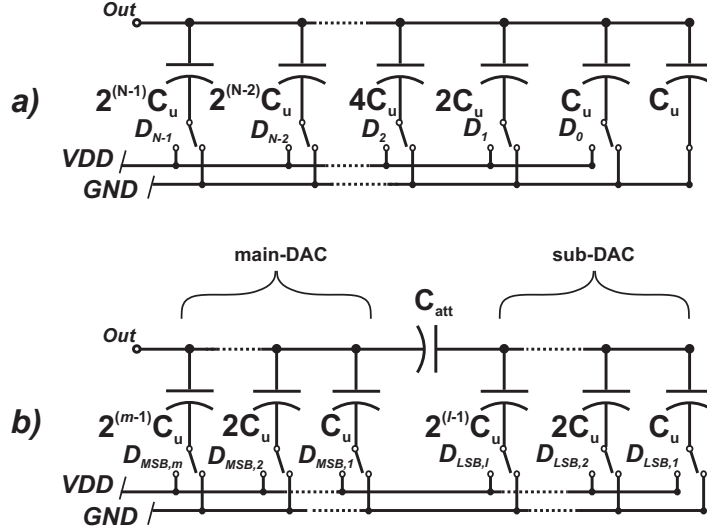 Out
a)
2^(N-1)C_u 2^(N-2)C_u 4C_u 2C_u C_u C_u
D_N-1 D_N-2 D_2 D_1 D_0
VDD
GND
main-DAC sub-DAC
C_att
Out
b)
2^(m-1)C_u 2C_u C_u 2^(l-1)C_u 2C_u C_u
D_MSB,m D_MSB,2 D_MSB,1 D_LSB,l D_LSB,2 D_LSB,1
VDD
GND